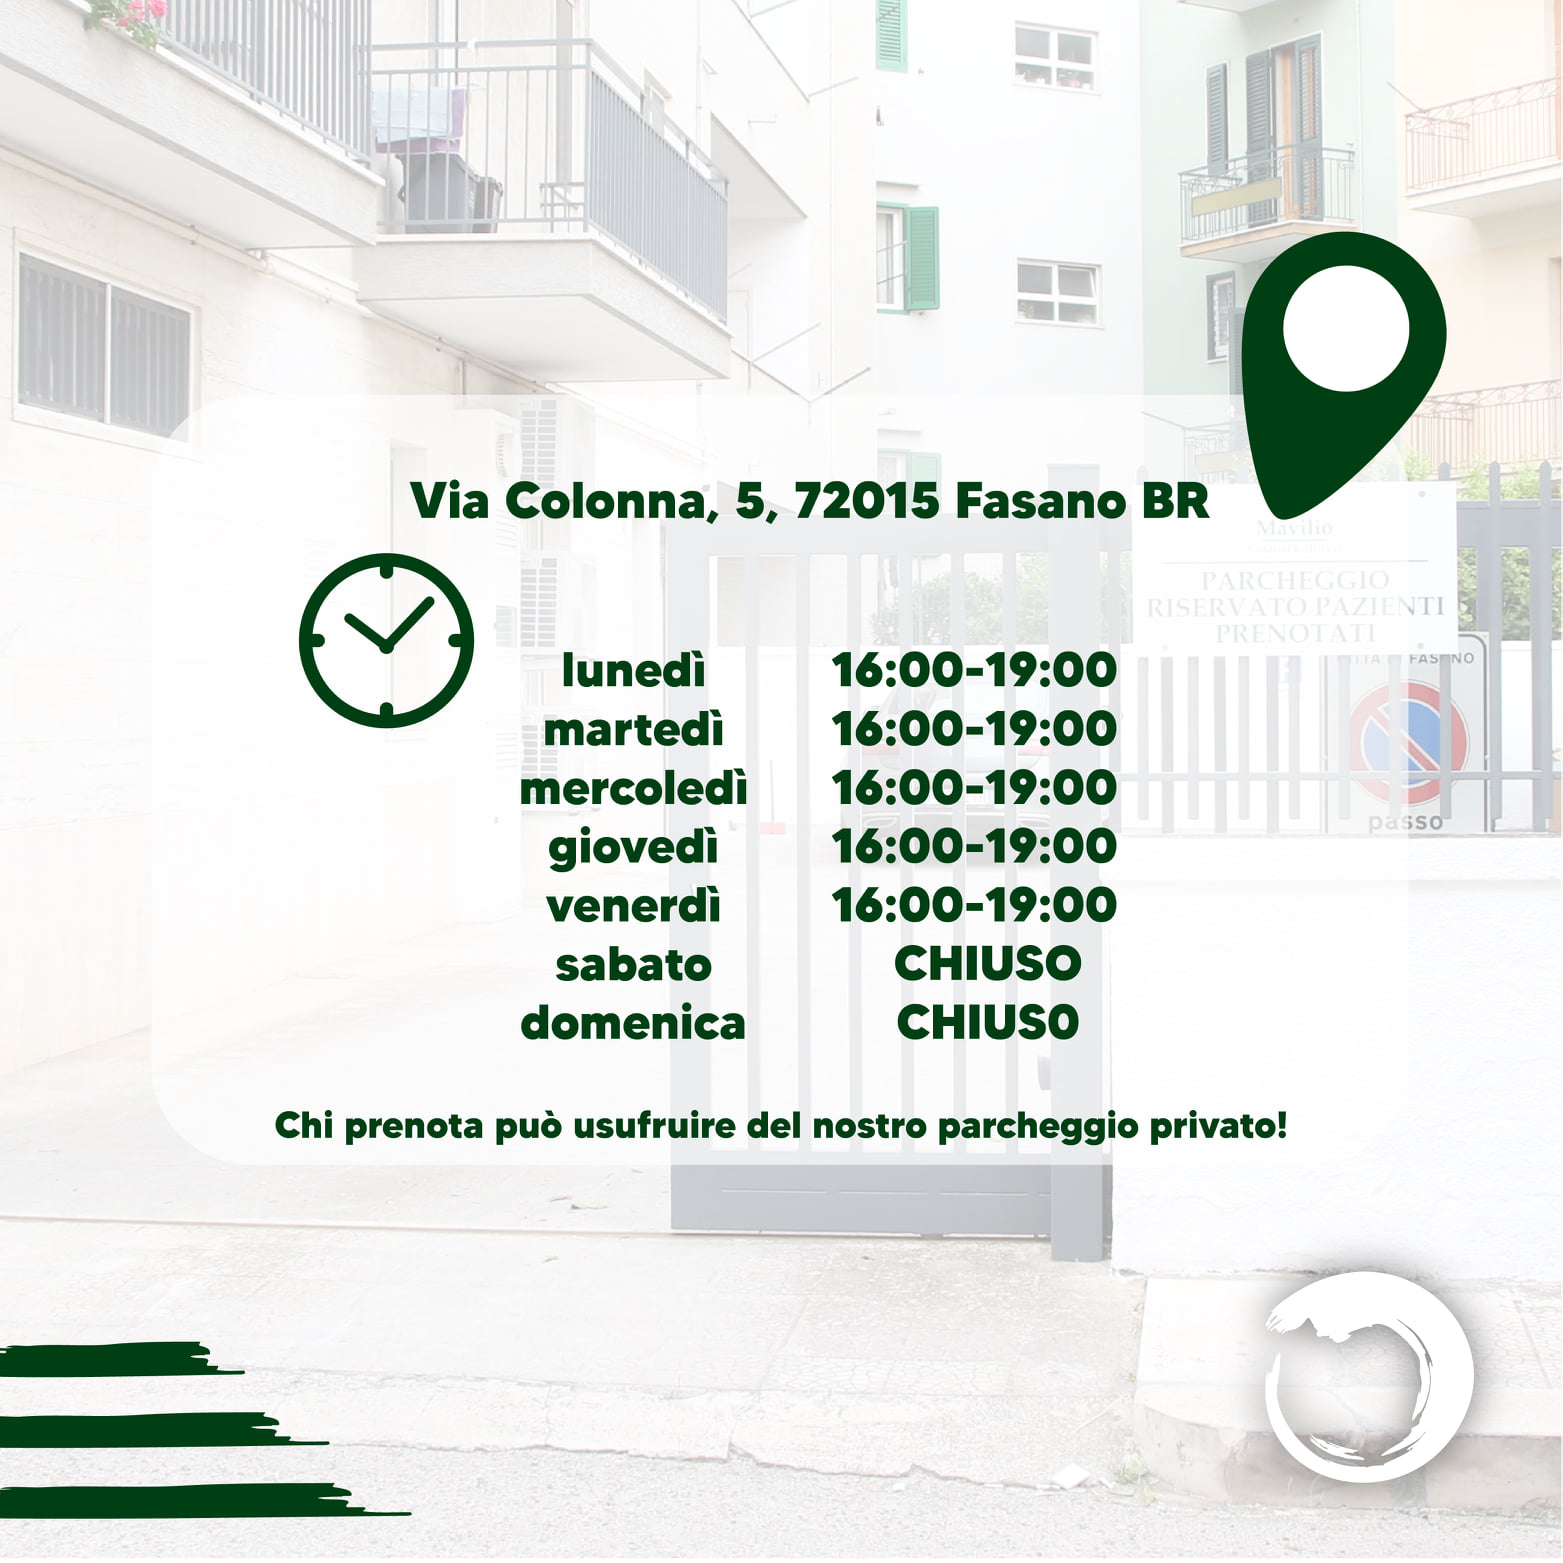 Via Colonna, 5, 72015 Fasano BR
Mavilio
PARCHEGGIO
RISERVATO PAZIENTI
PRENOTATI
lunedì 16:00-19:00
martedì 16:00-19:00
mercoledì 16:00-19:00
giovedì 16:00-19:00
venerdì 16:00-19:00
sabato CHIUSO
domenica CHIUS0
passo
Chi prenota può usufruire del nostro parcheggio privato!